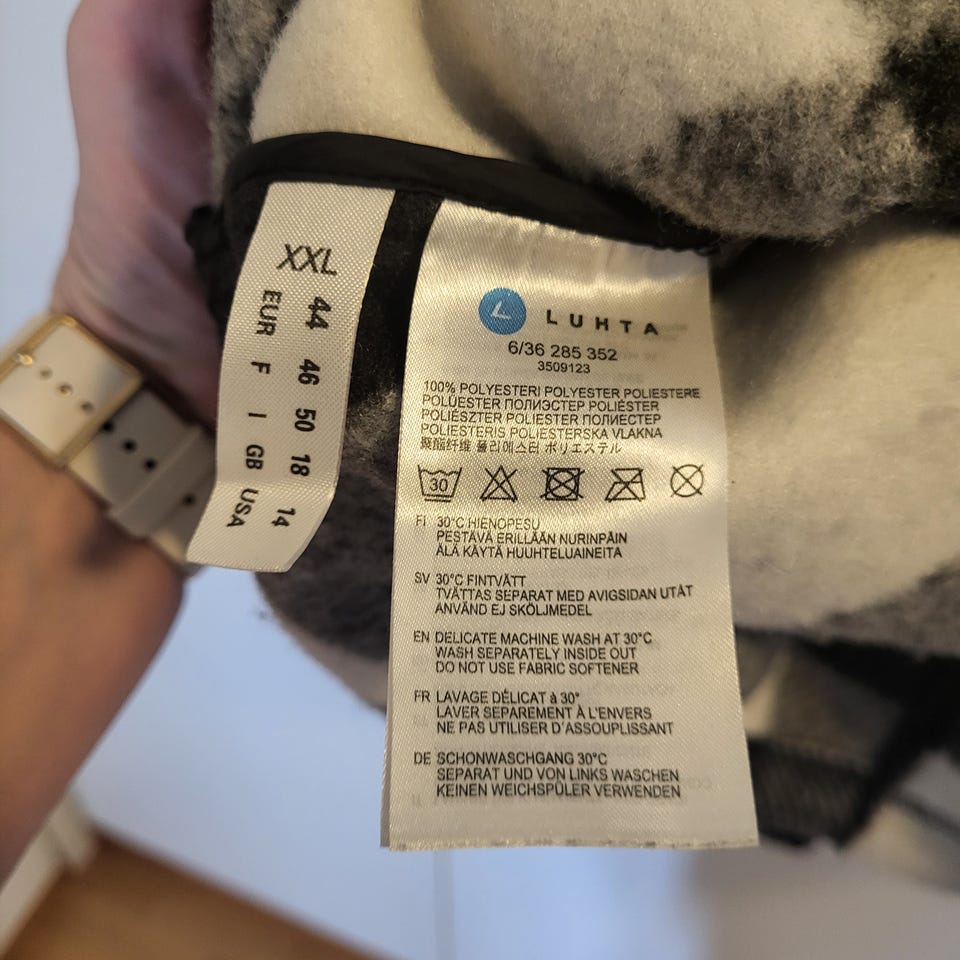 XXL
44 46 50 18 14
EUR F I GB USA
LUHTA
6/36 285 352
3509123
100% POLYESTERI POLYESTER POLIESTERE
POLÚESTER ПОЛИЭСТЕР POLIÉSTER
POLIÉSZTER POLIESTER ПОЛИЕСТЕР
POLIESTERIS POLIESTERSKA VLAKNA
聚酯纤维 폴리에스터 ポリエステル
30
FI 30°C HIENOPESU
PESTÄVÄ ERILLÄÄN NURINPÄIN
ÄLÄ KÄYTÄ HUUHTELUAINEITA
SV 30°C FINTVÄTT
TVÄTTAS SEPARAT MED AVIGSIDAN UTÅT
ANVÄND EJ SKÖLJMEDEL
EN DELICATE MACHINE WASH AT 30°C
WASH SEPARATELY INSIDE OUT
DO NOT USE FABRIC SOFTENER
FR LAVAGE DÉLICAT à 30°
LAVER SEPAREMENT À L'ENVERS
NE PAS UTILISER D'ASSOUPLISSANT
DE SCHONWASCHGANG 30°C
SEPARAT UND VON LINKS WASCHEN
KEINEN WEICHSPÜLER VERWENDEN